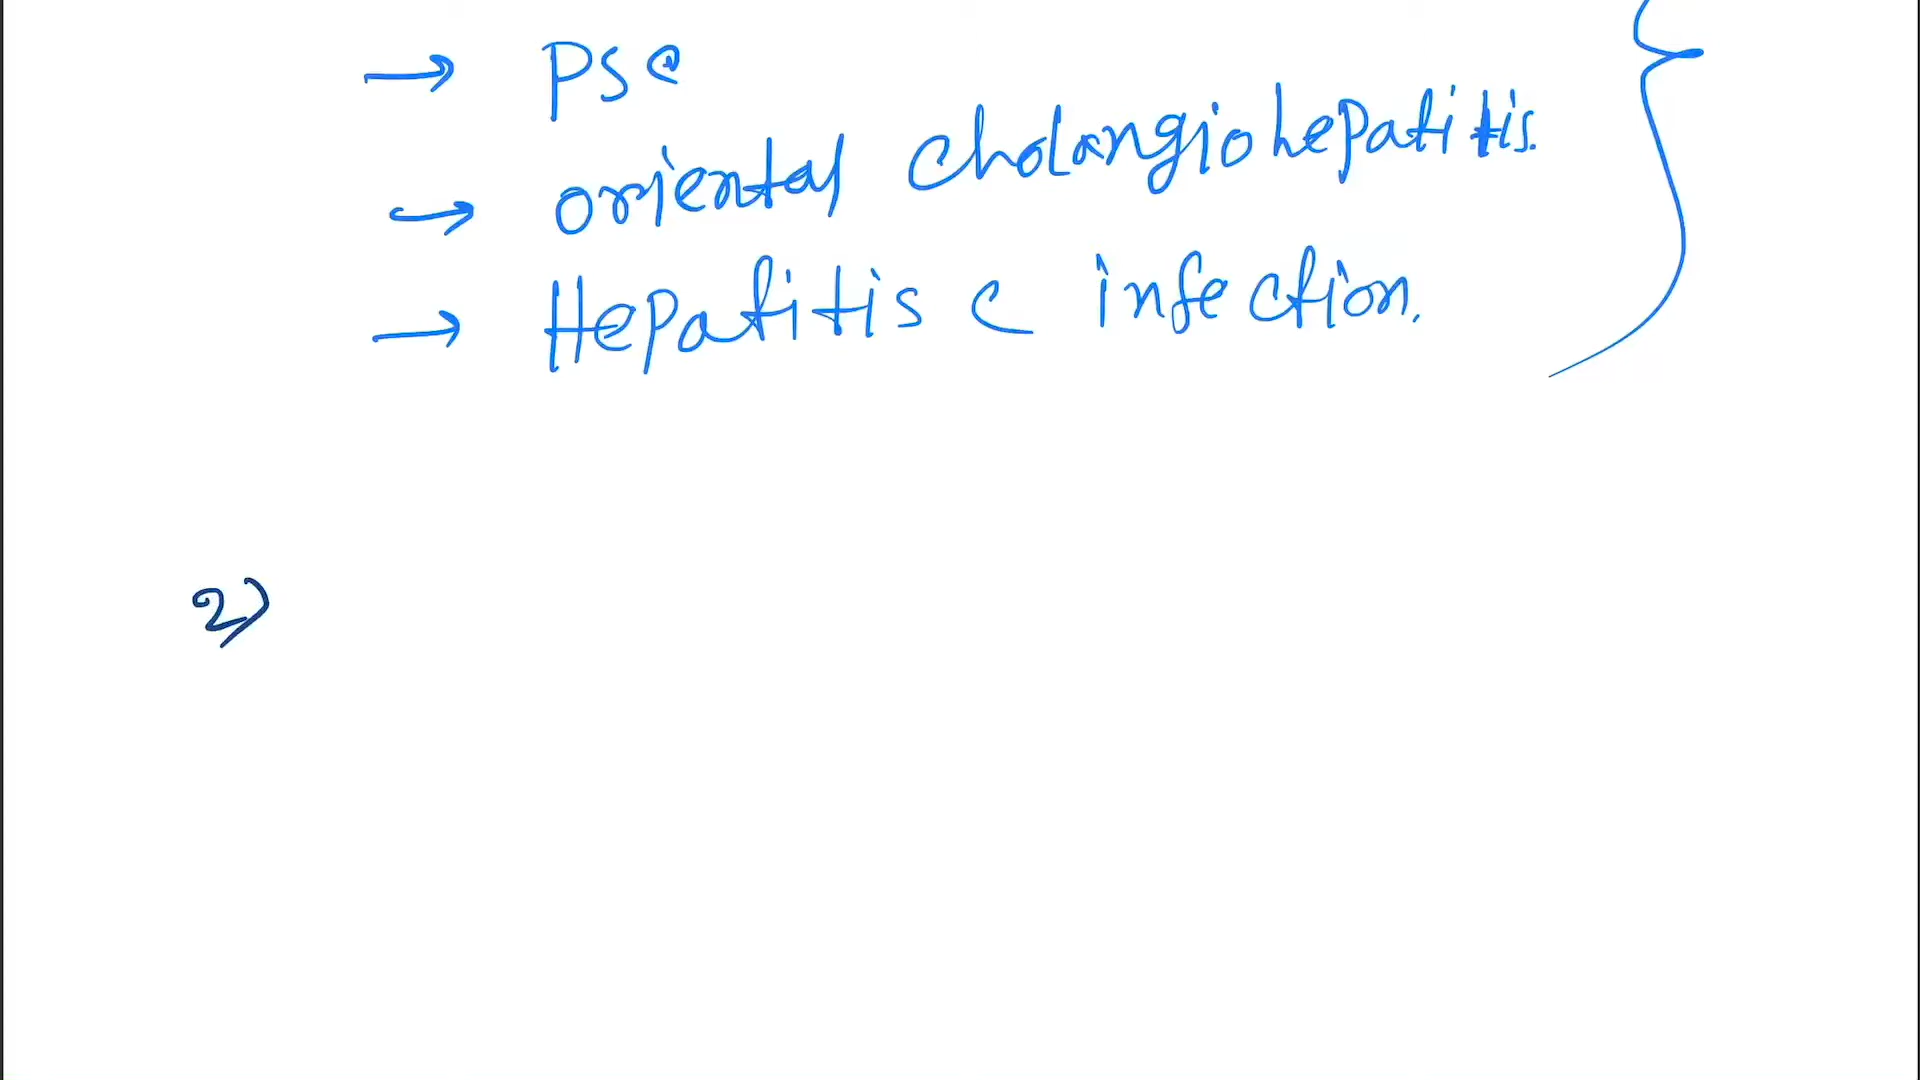 → PSC
→ oriental cholangiohepatitis.
→ Hepatitis C infection.
2)